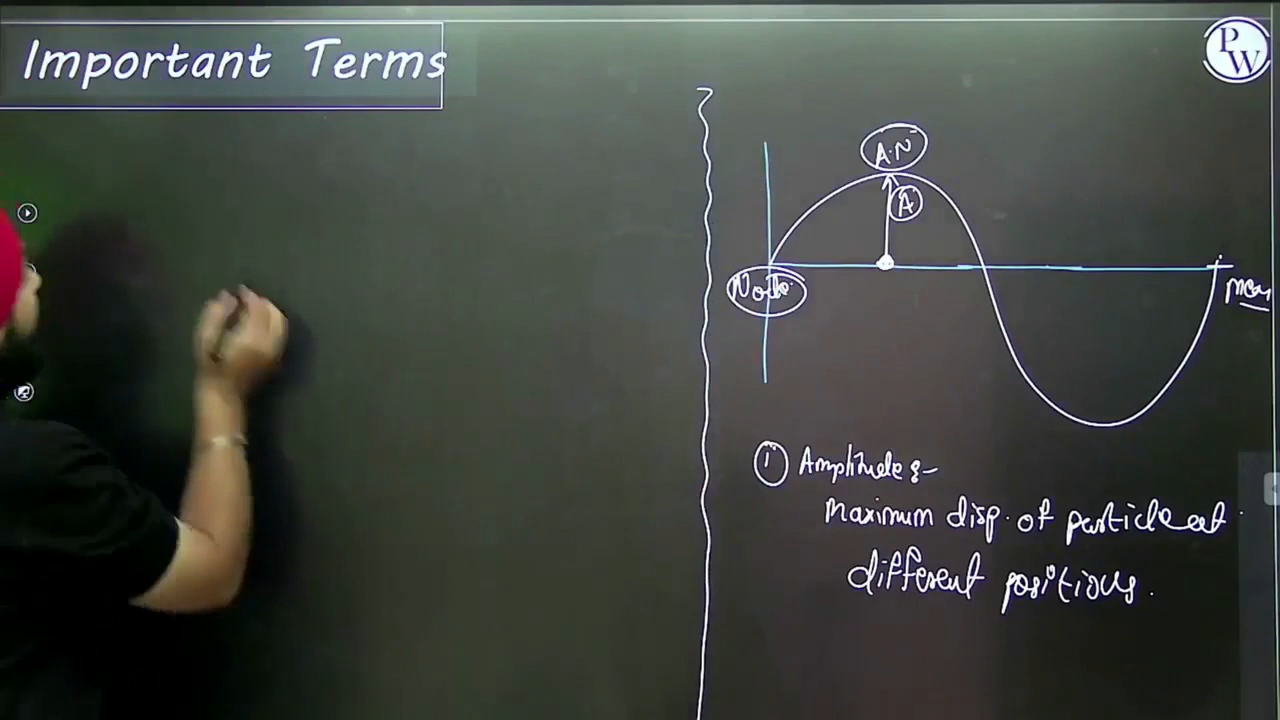 Important Terms
PW
A.N
A
Node
mean
① Amplitude :-
Maximum disp. of particle at
different positions.